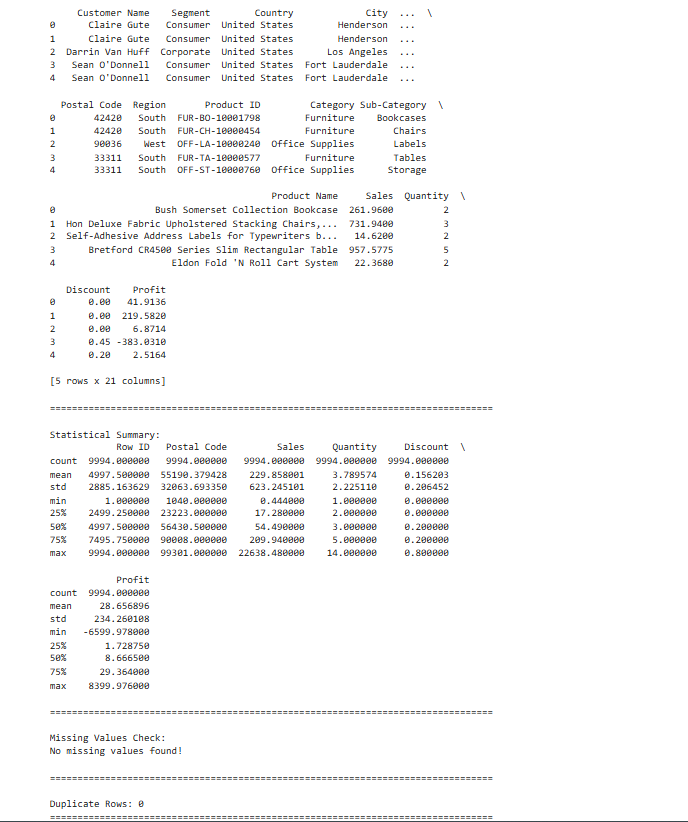 Customer Name    Segment        Country             City  ...  \
0     Claire Gute   Consumer  United States        Henderson  ...
1     Claire Gute   Consumer  United States        Henderson  ...
2  Darrin Van Huff  Corporate  United States      Los Angeles  ...
3   Sean O'Donnell   Consumer  United States  Fort Lauderdale  ...
4   Sean O'Donnell   Consumer  United States  Fort Lauderdale  ...
  Postal Code  Region       Product ID         Category Sub-Category  \
0       42420   South  FUR-BO-10001798        Furniture    Bookcases
1       42420   South  FUR-CH-10000454        Furniture       Chairs
2       90036    West  OFF-LA-10000240  Office Supplies       Labels
3       33311   South  FUR-TA-10000577        Furniture       Tables
4       33311   South  OFF-ST-10000760  Office Supplies      Storage
                                        Product Name     Sales  Quantity  \
0                  Bush Somerset Collection Bookcase  261.9600         2
1  Hon Deluxe Fabric Upholstered Stacking Chairs,...  731.9400         3
2  Self-Adhesive Address Labels for Typewriters b...   14.6200         2
3      Bretford CR4500 Series Slim Rectangular Table  957.5775         5
4                     Eldon Fold 'N Roll Cart System   22.3680         2
   Discount    Profit
0      0.00   41.9136
1      0.00  219.5820
2      0.00    6.8714
3      0.45 -383.0310
4      0.20    2.5164
[5 rows x 21 columns]
================================================================================
Statistical Summary:
            Row ID   Postal Code         Sales     Quantity     Discount  \
count  9994.000000   9994.000000   9994.000000  9994.000000  9994.000000
mean   4997.500000  55190.379428    229.858001     3.789574     0.156203
std    2885.163629  32063.693350    623.245101     2.225110     0.206452
min       1.000000   1040.000000      0.444000     1.000000     0.000000
25%    2499.250000  23223.000000     17.280000     2.000000     0.000000
50%    4997.500000  56430.500000     54.490000     3.000000     0.200000
75%    7495.750000  90008.000000    209.940000     5.000000     0.200000
max    9994.000000  99301.000000  22638.480000    14.000000     0.800000
            Profit
count  9994.000000
mean     28.656896
std     234.260108
min   -6599.978000
25%       1.728750
50%       8.666500
75%      29.364000
max    8399.976000
================================================================================
Missing Values Check:
No missing values found!
================================================================================
Duplicate Rows: 0
================================================================================